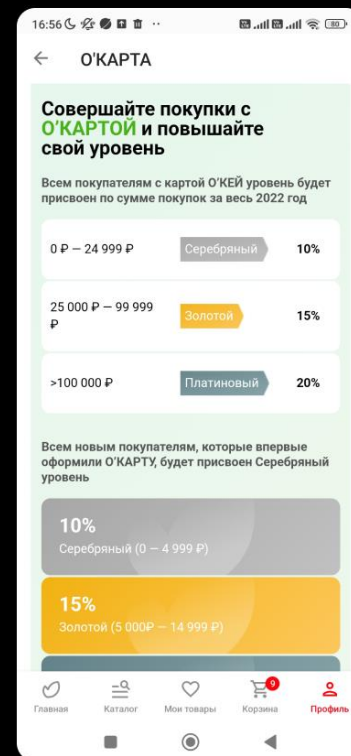 16:56
80
О'КАРТА
Совершайте покупки с
О'КАРТОЙ и повышайте
свой уровень
Всем покупателям с картой О'КЕЙ уровень будет
присвоен по сумме покупок за весь 2022 год
0 ₽ — 24 999 ₽ Серебряный 10%
25 000 ₽ — 99 999
₽ Золотой 15%
>100 000 ₽ Платиновый 20%
Всем новым покупателям, которые впервые
оформили О'КАРТУ, будет присвоен Серебряный
уровень
10%
Серебряный (0 — 4 999 ₽)
15%
Золотой (5 000₽ — 14 999 ₽)
9
Главная Каталог Мои товары Корзина Профиль